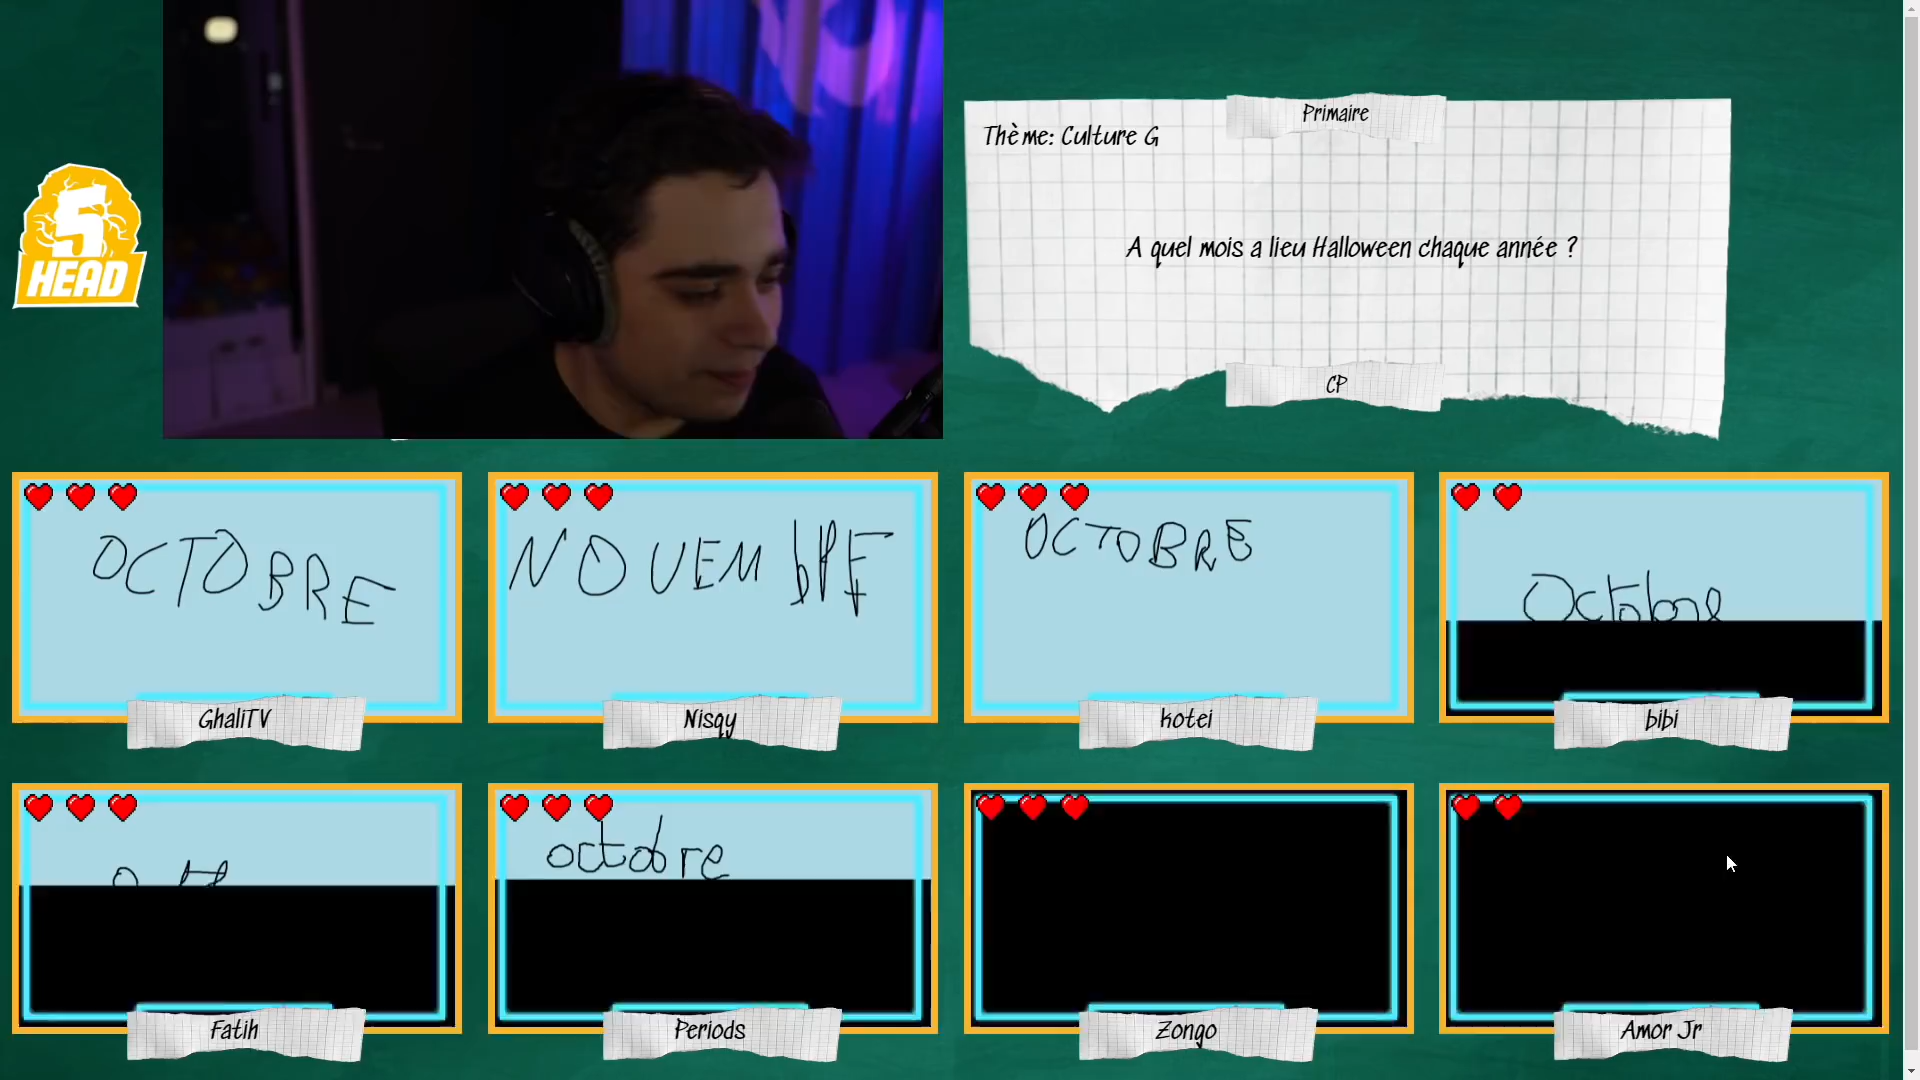 5
HEAD
Primaire
Thème: Culture G
A quel mois a lieu Halloween chaque année ?
CP
OCTOBRE
NOVEMbRE
OCTOBRE
Octobre
GhaliTV
Nisqy
kotei
bibi
octobre
Fatih
Periods
Zongo
Amor Jr